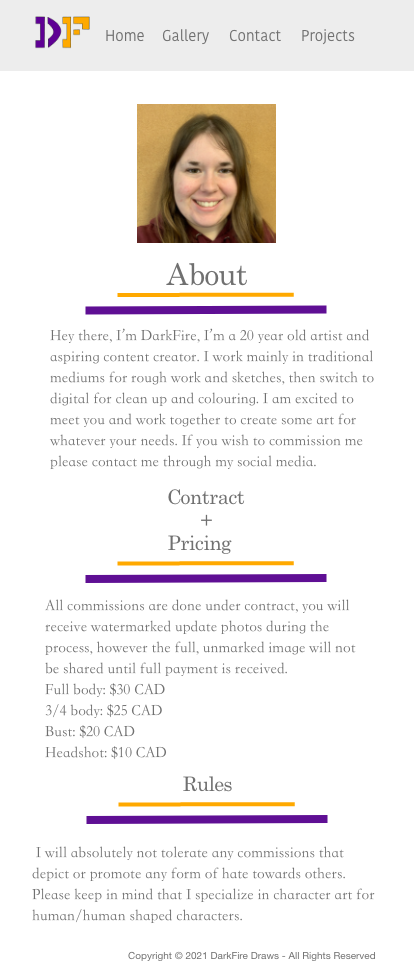 DF
Home Gallery Contact Projects
About
Hey there, I'm DarkFire, I'm a 20 year old artist and
aspiring content creator. I work mainly in traditional
mediums for rough work and sketches, then switch to
digital for clean up and colouring. I am excited to
meet you and work together to create some art for
whatever your needs. If you wish to commission me
please contact me through my social media.
Contract
+
Pricing
All commissions are done under contract, you will
receive watermarked update photos during the
process, however the full, unmarked image will not
be shared until full payment is received.
Full body: $30 CAD
3/4 body: $25 CAD
Bust: $20 CAD
Headshot: $10 CAD
Rules
I will absolutely not tolerate any commissions that
depict or promote any form of hate towards others.
Please keep in mind that I specialize in character art for
human/human shaped characters.
Copyright © 2021 DarkFire Draws - All Rights Reserved